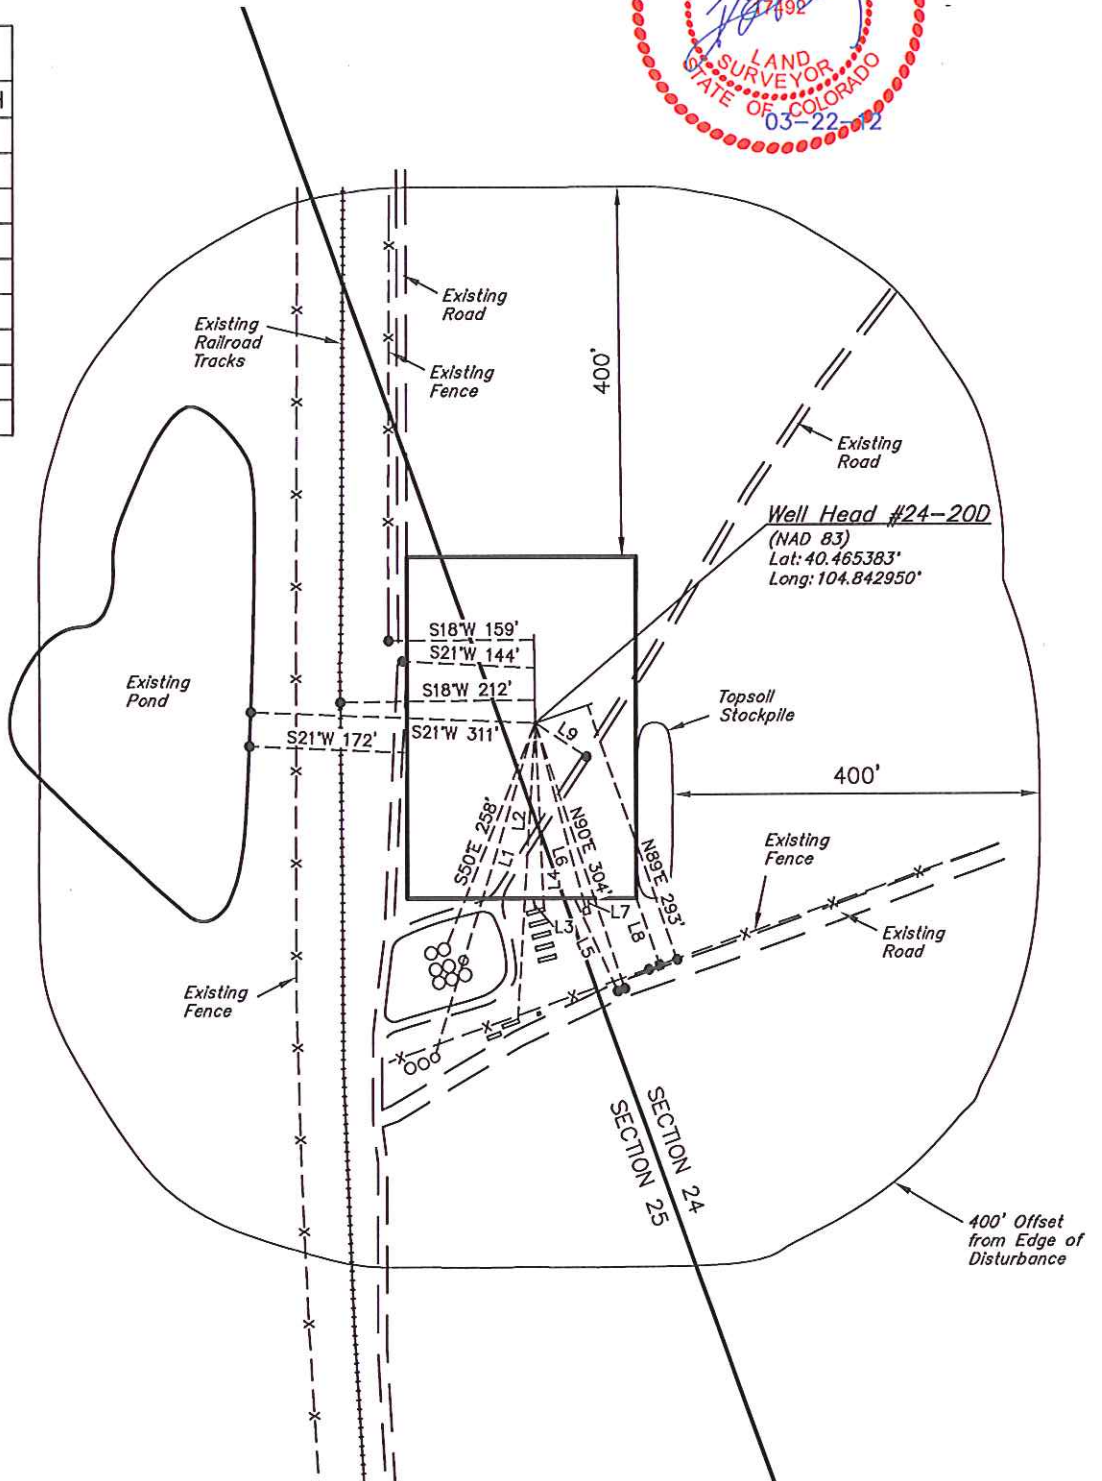 17492
LAND
SURVEYOR
STATE OF COLORADO
03-22-12
H
Existing
Road
Existing
Railroad
Tracks
Existing
Fence
400'
Existing
Road
Well Head #24-20D
(NAD 83)
Lat: 40.465383°
Long: 104.842950°
S18°W 159'
S21°W 144'
Existing
Pond
S18°W 212'
S21°W 311'
S21°W 172'
L9
Topsoil
Stockpile
400'
S50°E 258'
L1
L2
L6
L4
N90°E 304'
N89°E 293'
L7
L3
L5
L8
Existing
Fence
Existing
Road
Existing
Fence
SECTION 24
SECTION 25
400' Offset
from Edge of
Disturbance